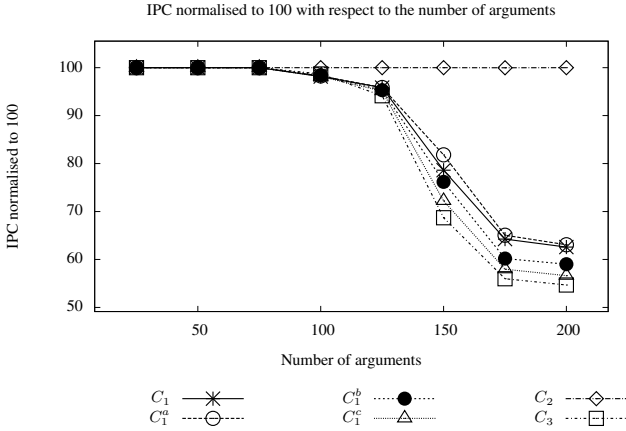 IPC normalised to 100 with respect to the number of arguments
IPC normalised to 100
100
90
80
70
60
50
50 100 150 200
Number of arguments
C₁ C₁ᵇ C₂
C₁ᵃ C₁ᶜ C₃